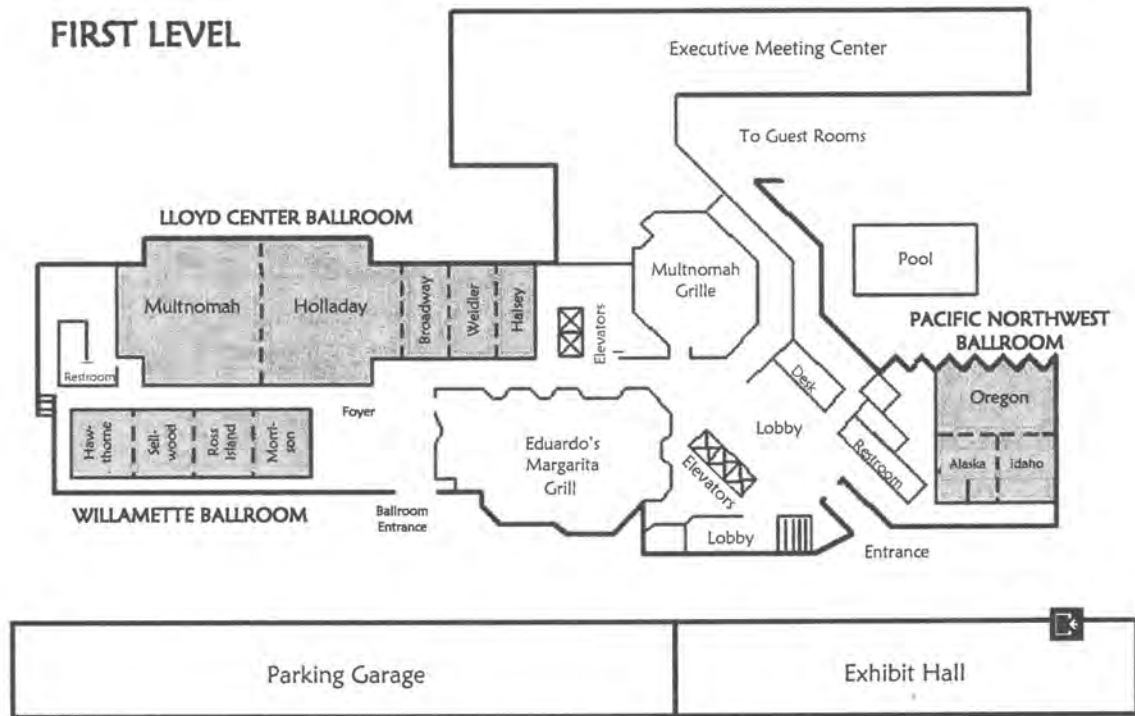 FIRST LEVEL
Executive Meeting Center
To Guest Rooms
LLOYD CENTER BALLROOM
Multnomah
Holladay
Broadway
Weidler
Halsey
Elevators
Multnomah
Grille
Pool
PACIFIC NORTHWEST
BALLROOM
Restroom
Desk
Oregon
Foyer
Lobby
Haw-
thorne
Sell-
wood
Ross
Island
Morri-
son
Eduardo's
Margarita
Grill
Elevators
Restroom
Alaska
Idaho
WILLAMETTE BALLROOM
Ballroom
Entrance
Lobby
Entrance
Parking Garage
Exhibit Hall